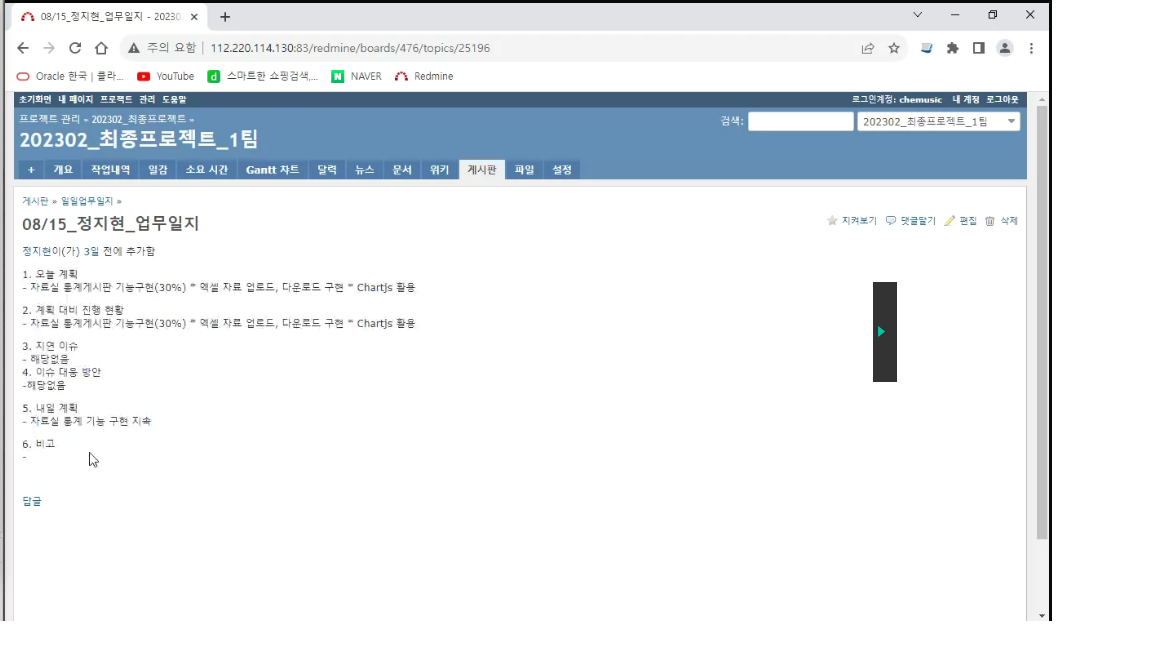 08/15_정지현_업무일지 - 20230
주의 요함 | 112.220.114.130:83/redmine/boards/476/topics/25196
Oracle 한국 | 클라... YouTube 스마트한 쇼핑검색,... NAVER Redmine
초기화면 내 페이지 프로젝트 관리 도움말 로그인계정: chemusic 내 계정 로그아웃
프로젝트 관리 » 202302_최종프로젝트 »
검색: 202302_최종프로젝트_1팀
202302_최종프로젝트_1팀
+ 개요 작업내역 일감 소요 시간 Gantt 차트 달력 뉴스 문서 위키 게시판 파일 설정
게시판 » 일일업무일지 »
08/15_정지현_업무일지 지켜보기 댓글달기 편집 삭제
정지현이(가) 3일 전에 추가함
1. 오늘 계획
- 자료실 통계게시판 기능구현(30%) * 엑셀 자료 업로드, 다운로드 구현 * Chartjs 활용
2. 계획 대비 진행 현황
- 자료실 통계게시판 기능구현(30%) * 엑셀 자료 업로드, 다운로드 구현 * Chartjs 활용
3. 지연 이슈
- 해당없음
4. 이슈 대응 방안
-해당없음
5. 내일 계획
- 자료실 통계 기능 구현 지속
6. 비고
-
답글